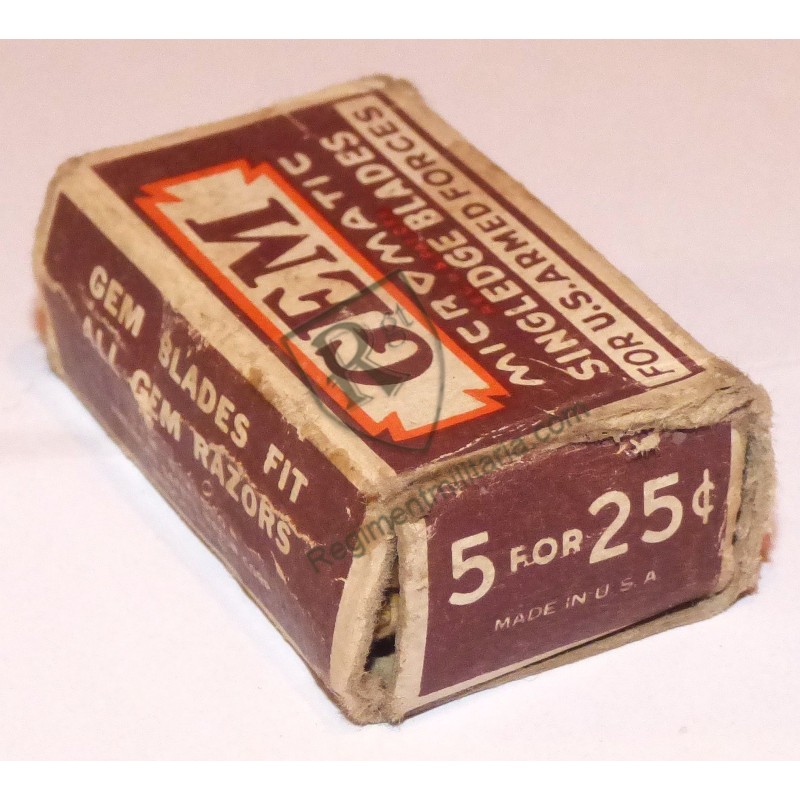 GEM
MICROMATIC
SINGLEDGE BLADES
FOR U.S. ARMED FORCES
GEM BLADES FIT
ALL GEM RAZORS
5 FOR 25¢
MADE IN U S A
R GT
Regimentmilitaria.com